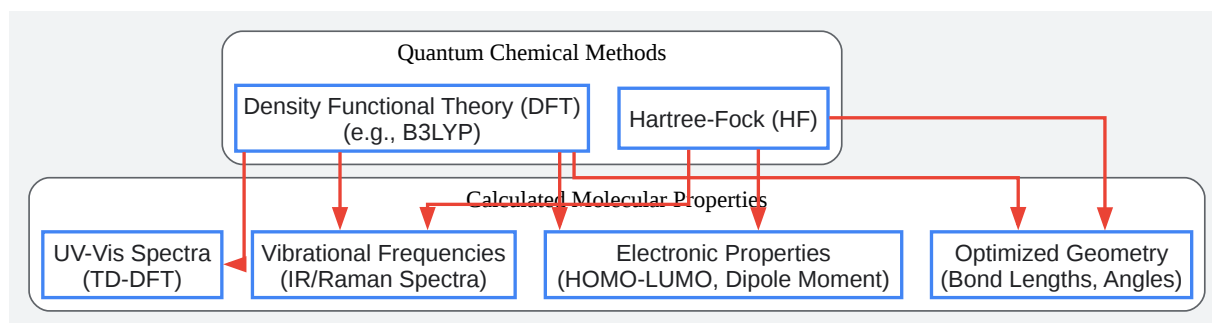 Quantum Chemical Methods
Density Functional Theory (DFT)
(e.g., B3LYP)
Hartree-Fock (HF)
Calculated Molecular Properties
UV-Vis Spectra
(TD-DFT)
Vibrational Frequencies
(IR/Raman Spectra)
Electronic Properties
(HOMO-LUMO, Dipole Moment)
Optimized Geometry
(Bond Lengths, Angles)